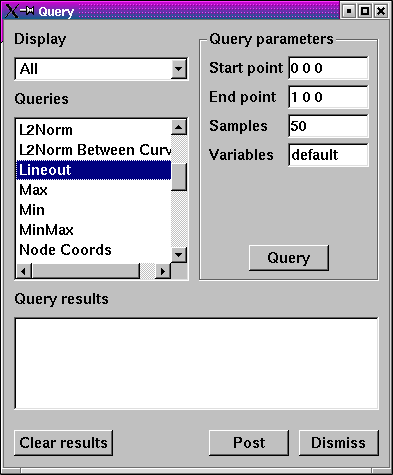 Query
Display
All
Queries
L2Norm
L2Norm Between Curv
Lineout
Max
Min
MinMax
Node Coords
Query parameters
Start point 0 0 0
End point 1 0 0
Samples 50
Variables default
Query
Query results
Clear results Post Dismiss